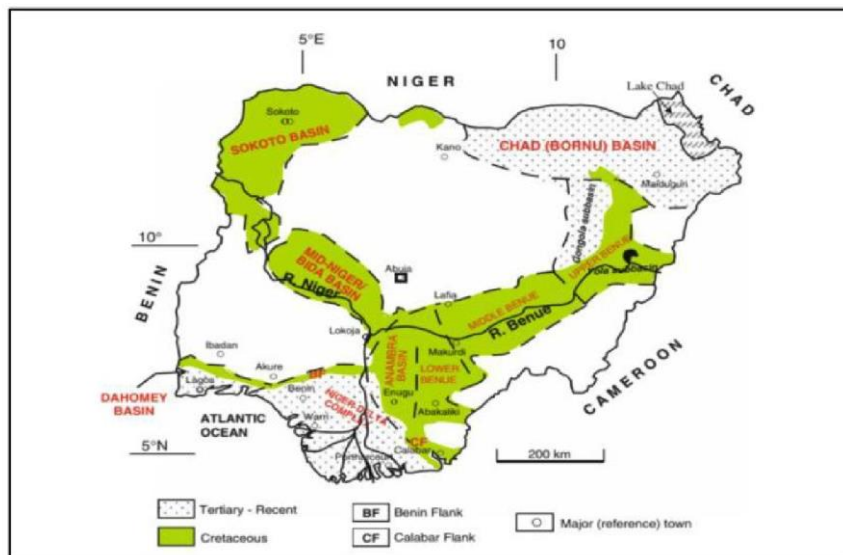 5°E
10
NIGER
CHAD
Lake Chad
Sokoto
SOKOTO BASIN
CHAD (BORNU) BASIN
Kano
Maiduguri
Gongola subbasin
10°
BENIN
MID-NIGER/
BIDA BASIN
R. Niger
Abuja
UPPER BENUE
subbasin
Lafia
MIDDLE BENUE
R. Benue
Lokoja
Makurdi
Ibadan
Akure
BF
ANAMBRA
BASIN
LOWER
BENUE
CAMEROON
Lagos
Benin
Enugu
DAHOMEY
BASIN
NIGER-DELTA
COMPLEX
Abakaliki
ATLANTIC
OCEAN
Warri
CF
Calabar
5°N
200 km
Tertiary - Recent
BF
Benin Flank
Major (reference) town
Cretaceous
CF
Calabar Flank